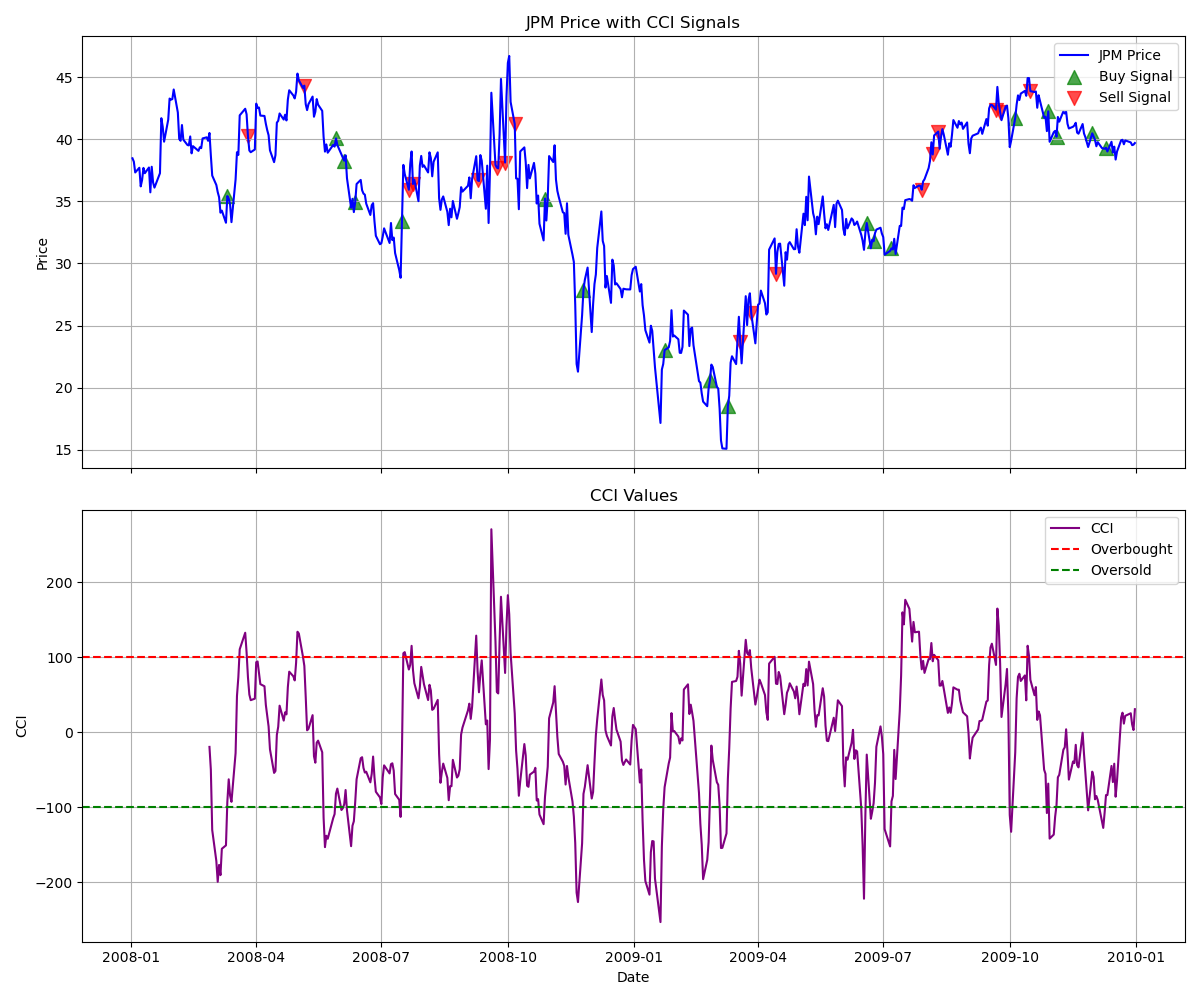 JPM Price with CCI Signals
JPM Price
Buy Signal
Sell Signal
45
40
35
30
25
20
15
Price
CCI Values
CCI
Overbought
Oversold
200
100
0
−100
−200
CCI
2008-01 2008-04 2008-07 2008-10 2009-01 2009-04 2009-07 2009-10 2010-01
Date